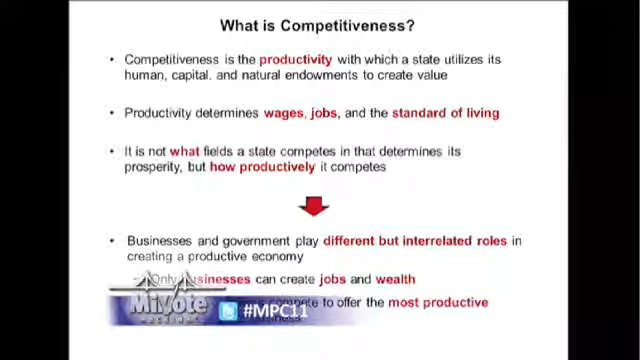 What is Competitiveness?
• Competitiveness is the productivity with which a state utilizes its
human, capital, and natural endowments to create value
• Productivity determines wages, jobs, and the standard of living
• It is not what fields a state competes in that determines its
prosperity, but how productively it competes
• Businesses and government play different but interrelated roles in
creating a productive economy
– Only businesses can create jobs and wealth
compete to offer the most productive
MiVote
#MPC11